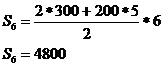 S₆ = (2*300+200*5)/2 *6
S₆ = 4800